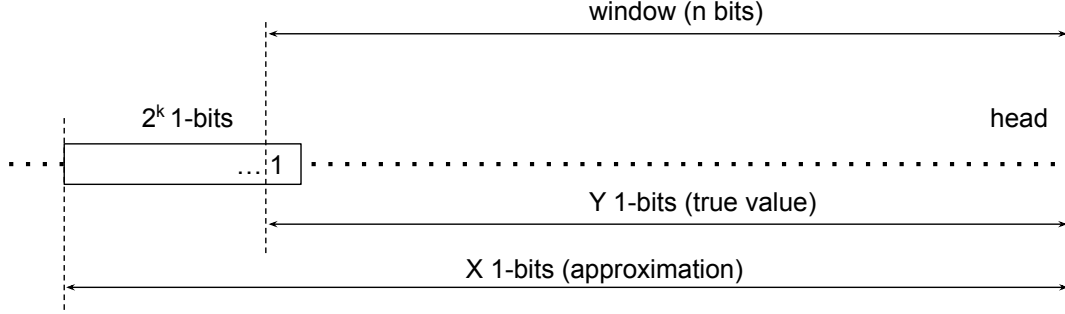 window (n bits)
2^k 1-bits
head
... 1
Y 1-bits (true value)
X 1-bits (approximation)